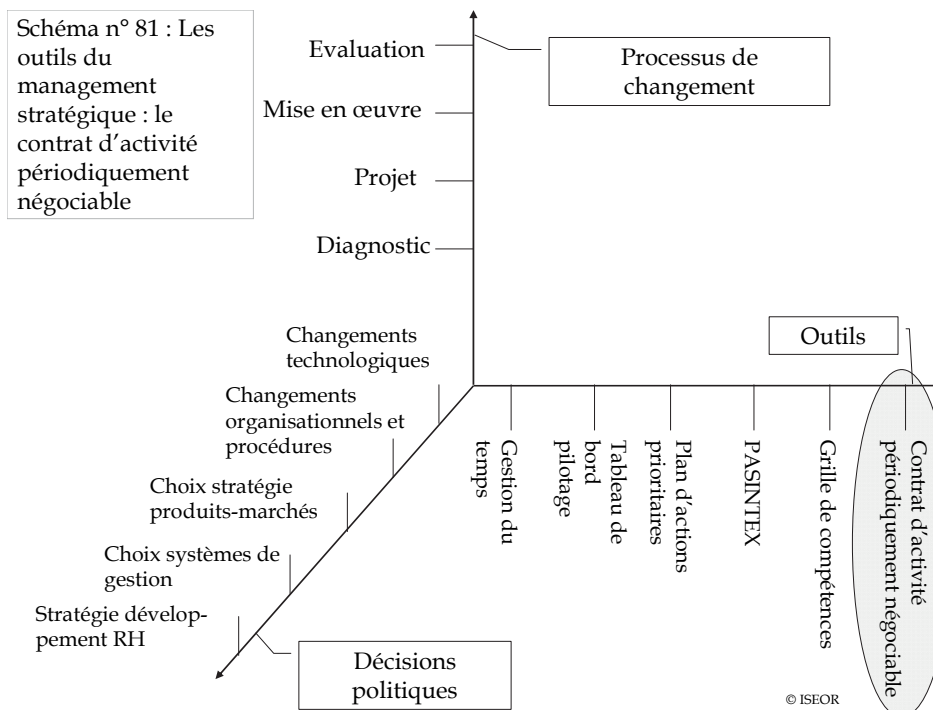 Schéma n° 81 : Les
outils du
management
stratégique : le
contrat d'activité
périodiquement
négociable
Evaluation
Processus de
changement
Mise en œuvre
Projet
Diagnostic
Changements
technologiques
Changements
organisationnels et
procédures
Choix stratégie
produits-marchés
Choix systèmes de
gestion
Stratégie dévelop-
pement RH
Décisions
politiques
Outils
Gestion du
temps
Tableau de
bord
pilotage
Plan d'actions
prioritaires
PASINTEX
Grille de compétences
Contrat d'activité
périodiquement négociable
© ISEOR